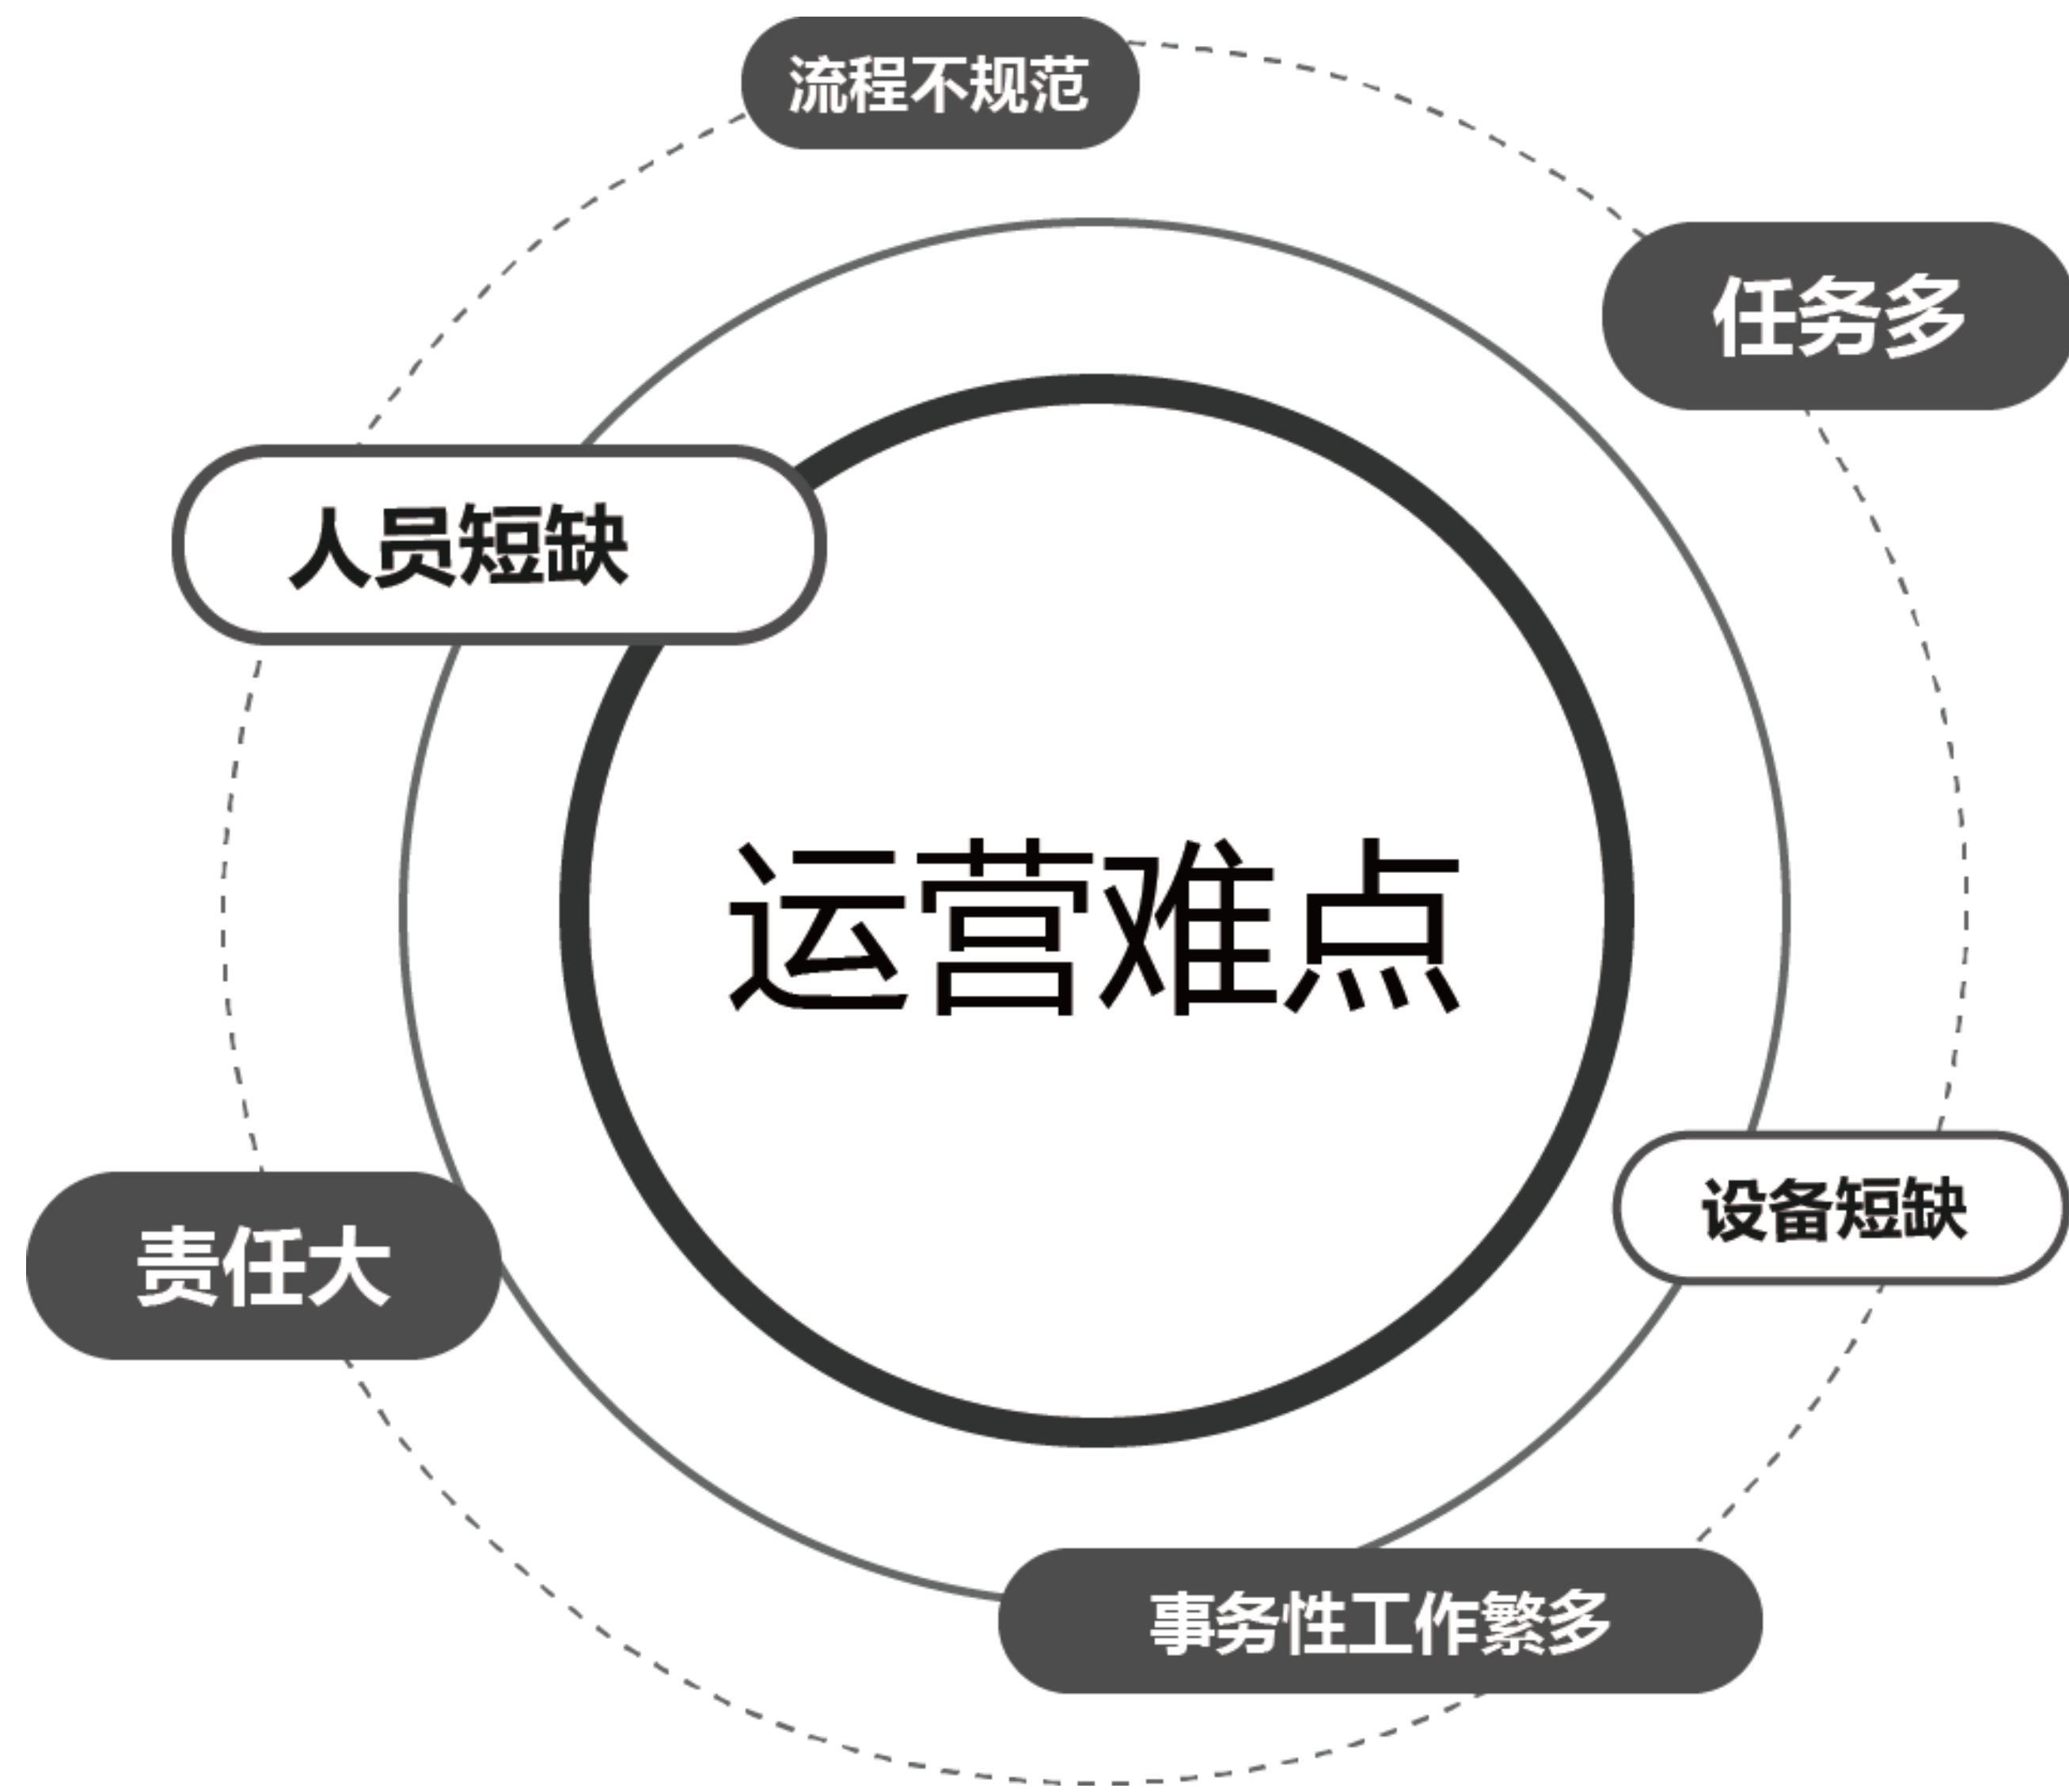 流程不规范
任务多
人员短缺
运营难点
设备短缺
责任大
事务性工作繁多